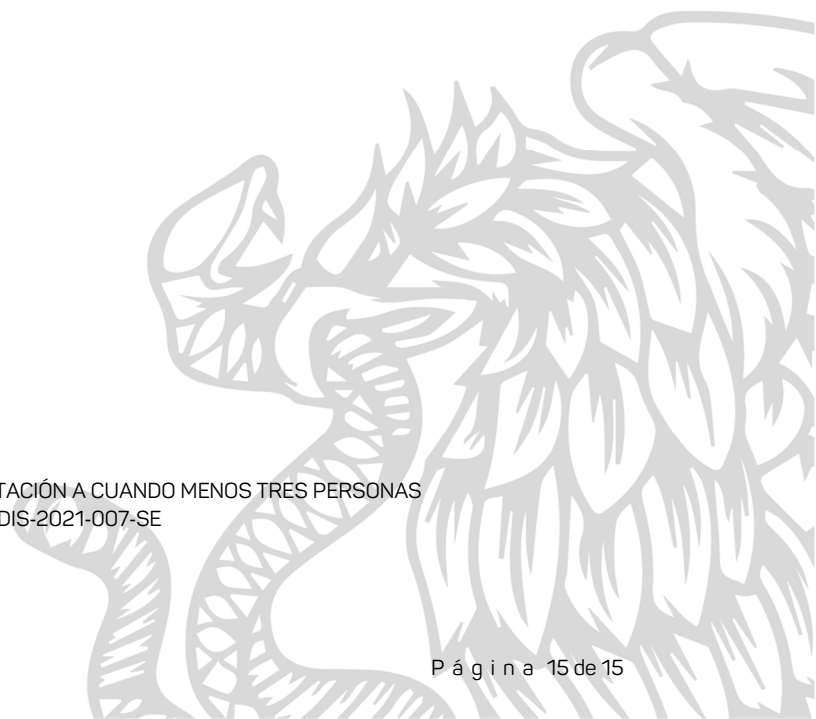 TACIÓN A CUANDO MENOS TRES PERSONAS
DIS-2021-007-SE
P á g i n a 15 de 15